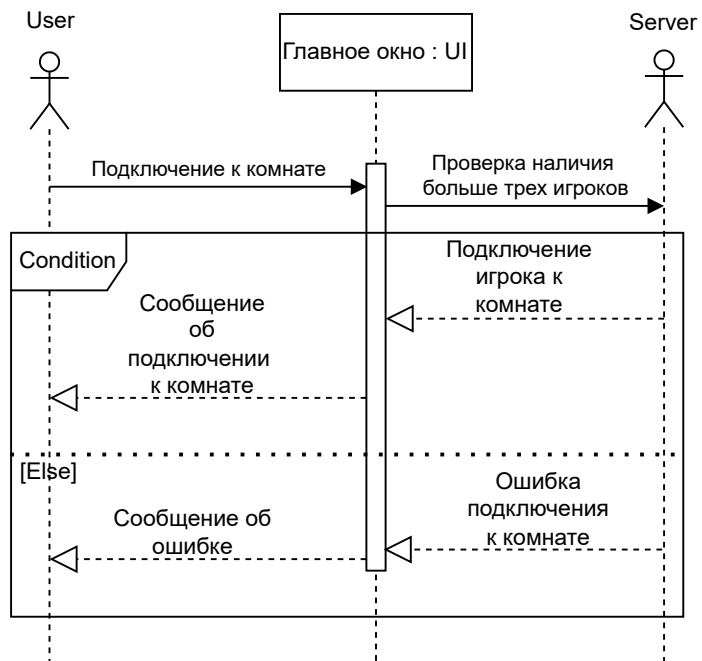 User
Главное окно : UI
Server
Подключение к комнате
Проверка наличия
больше трех игроков
Condition
Подключение
игрока к
комнате
Сообщение
об
подключении
к комнате
[Else]
Ошибка
подключения
к комнате
Сообщение об
ошибке